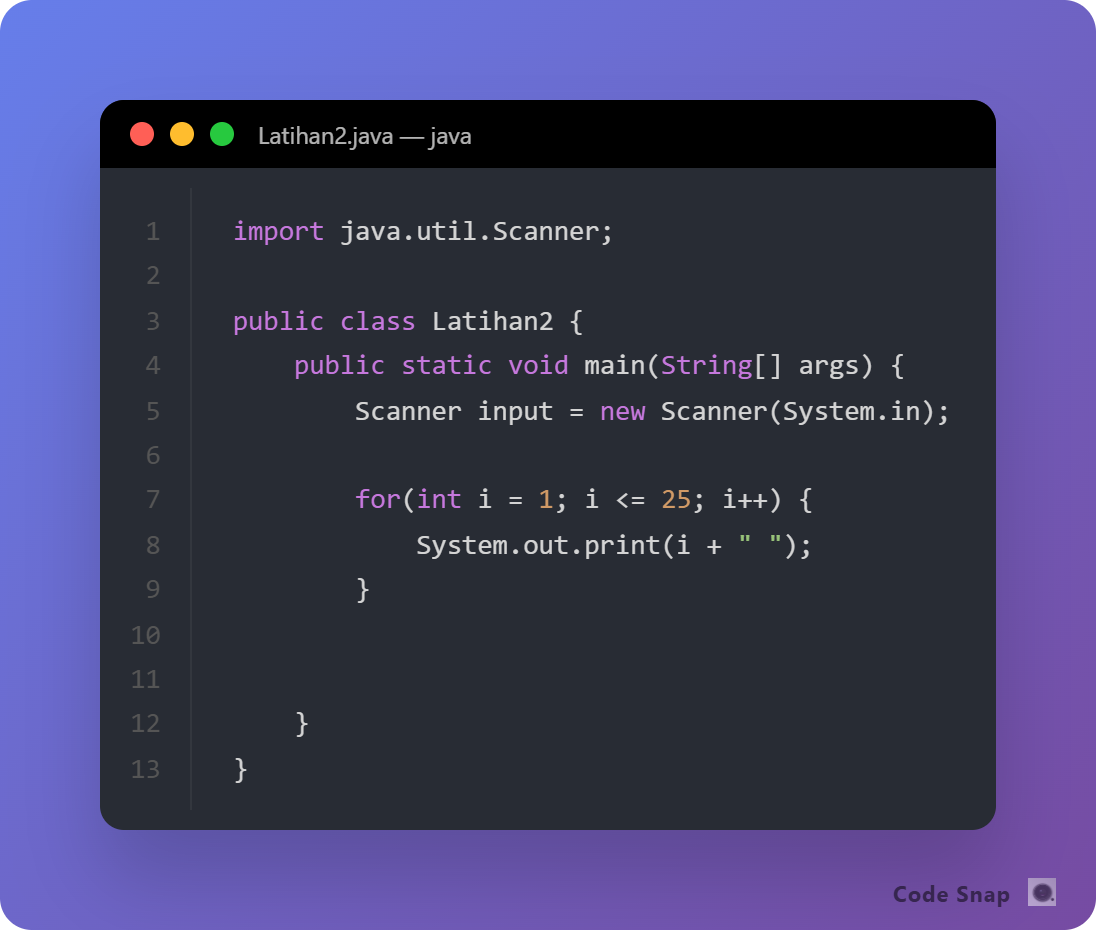 Latihan2.java — java
1 import java.util.Scanner;
2
3 public class Latihan2 {
4     public static void main(String[] args) {
5         Scanner input = new Scanner(System.in);
6
7         for(int i = 1; i <= 25; i++) {
8             System.out.print(i + " ");
9         }
10
11
12     }
13 }
Code Snap